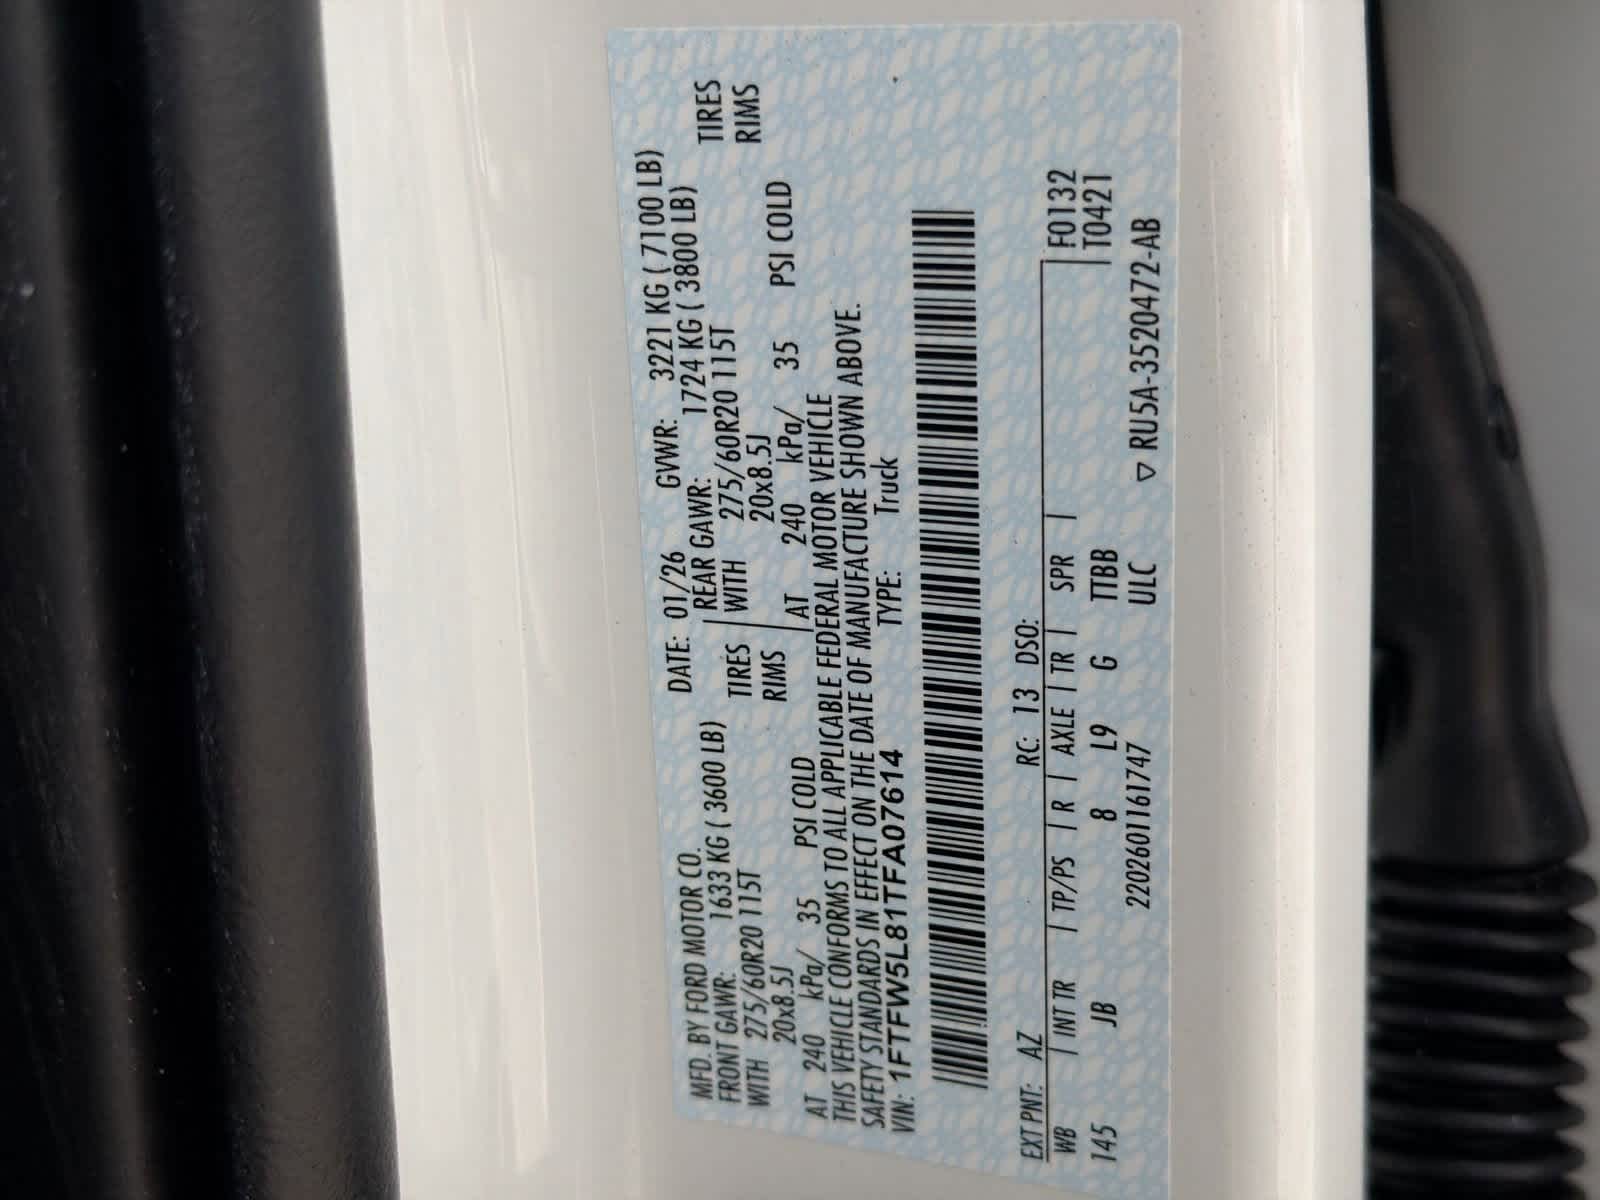 MFD. BY FORD MOTOR CO. DATE: 01/26 GVWR: 3221 KG ( 7100 LB)
FRONT GAWR: 1633 KG ( 3600 LB) REAR GAWR: 1724 KG ( 3800 LB)
WITH 275/60R20 115T TIRES WITH 275/60R20 115T TIRES
20x8.5J RIMS 20x8.5J RIMS
AT 240 kPa/ 35 PSI COLD AT 240 kPa/ 35 PSI COLD
THIS VEHICLE CONFORMS TO ALL APPLICABLE FEDERAL MOTOR VEHICLE
SAFETY STANDARDS IN EFFECT ON THE DATE OF MANUFACTURE SHOWN ABOVE.
VIN: 1FTFW5L81TFA07614 TYPE: Truck
EXT PNT: AZ RC: 13 DSO: F0132
WB | INT TR | TP/PS | R | AXLE | TR | SPR | T0421
145 JB 8 L9 G TTBB
2202601161747 ULC ▽ RU5A-3520472-AB